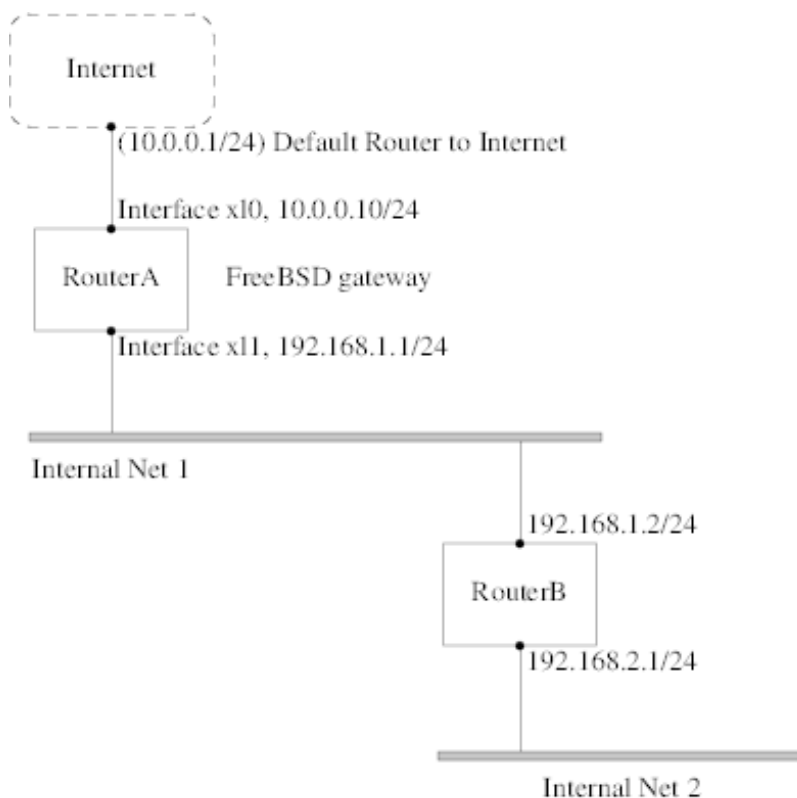 Internet
(10.0.0.1/24) Default Router to Internet
Interface xl0, 10.0.0.10/24
RouterA
FreeBSD gateway
Interface xl1, 192.168.1.1/24
Internal Net 1
192.168.1.2/24
RouterB
192.168.2.1/24
Internal Net 2